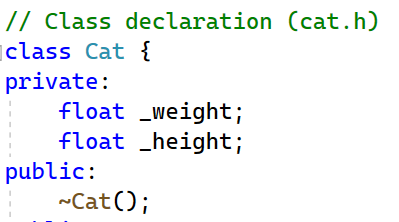 // Class declaration (cat.h)
class Cat {
private:
    float _weight;
    float _height;
public:
    ~Cat();